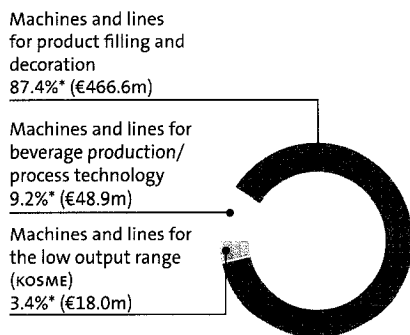 Machines and lines
for product filling and
decoration
87.4%* (€466.6m)
Machines and lines for
beverage production/
process technology
9.2%* (€48.9m)
Machines and lines for
the low output range
(KOSME)
3.4%* (€18.0m)